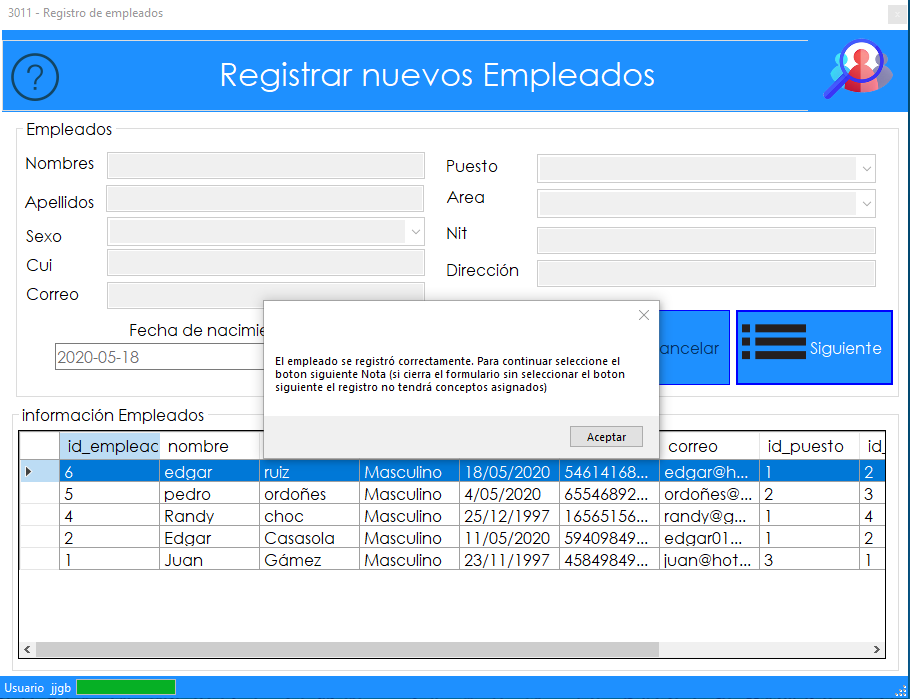 3011 - Registro de empleados
?
Registrar nuevos Empleados
Empleados
Nombres
Apellidos
Sexo
Cui
Correo
Puesto
Area
Nit
Dirección
Fecha de nacimie
2020-05-18
ancelar
Siguiente
El empleado se registró correctamente. Para continuar seleccione el
boton siguiente Nota (si cierra el formulario sin seleccionar el boton
siguiente el registro no tendrá conceptos asignados)
Aceptar
información Empleados
id_empleac nombre correo id_puesto id_
6 edgar ruiz Masculino 18/05/2020 54614168... edgar@h... 1 2
5 pedro ordoñes Masculino 4/05/2020 65546892... ordoñes@... 2 3
4 Randy choc Masculino 25/12/1997 16565156... randy@g... 1 4
2 Edgar Casasola Masculino 11/05/2020 59409849... edgar01... 1 2
1 Juan Gámez Masculino 23/11/1997 45849849... juan@hot... 3 1
Usuario jjgb